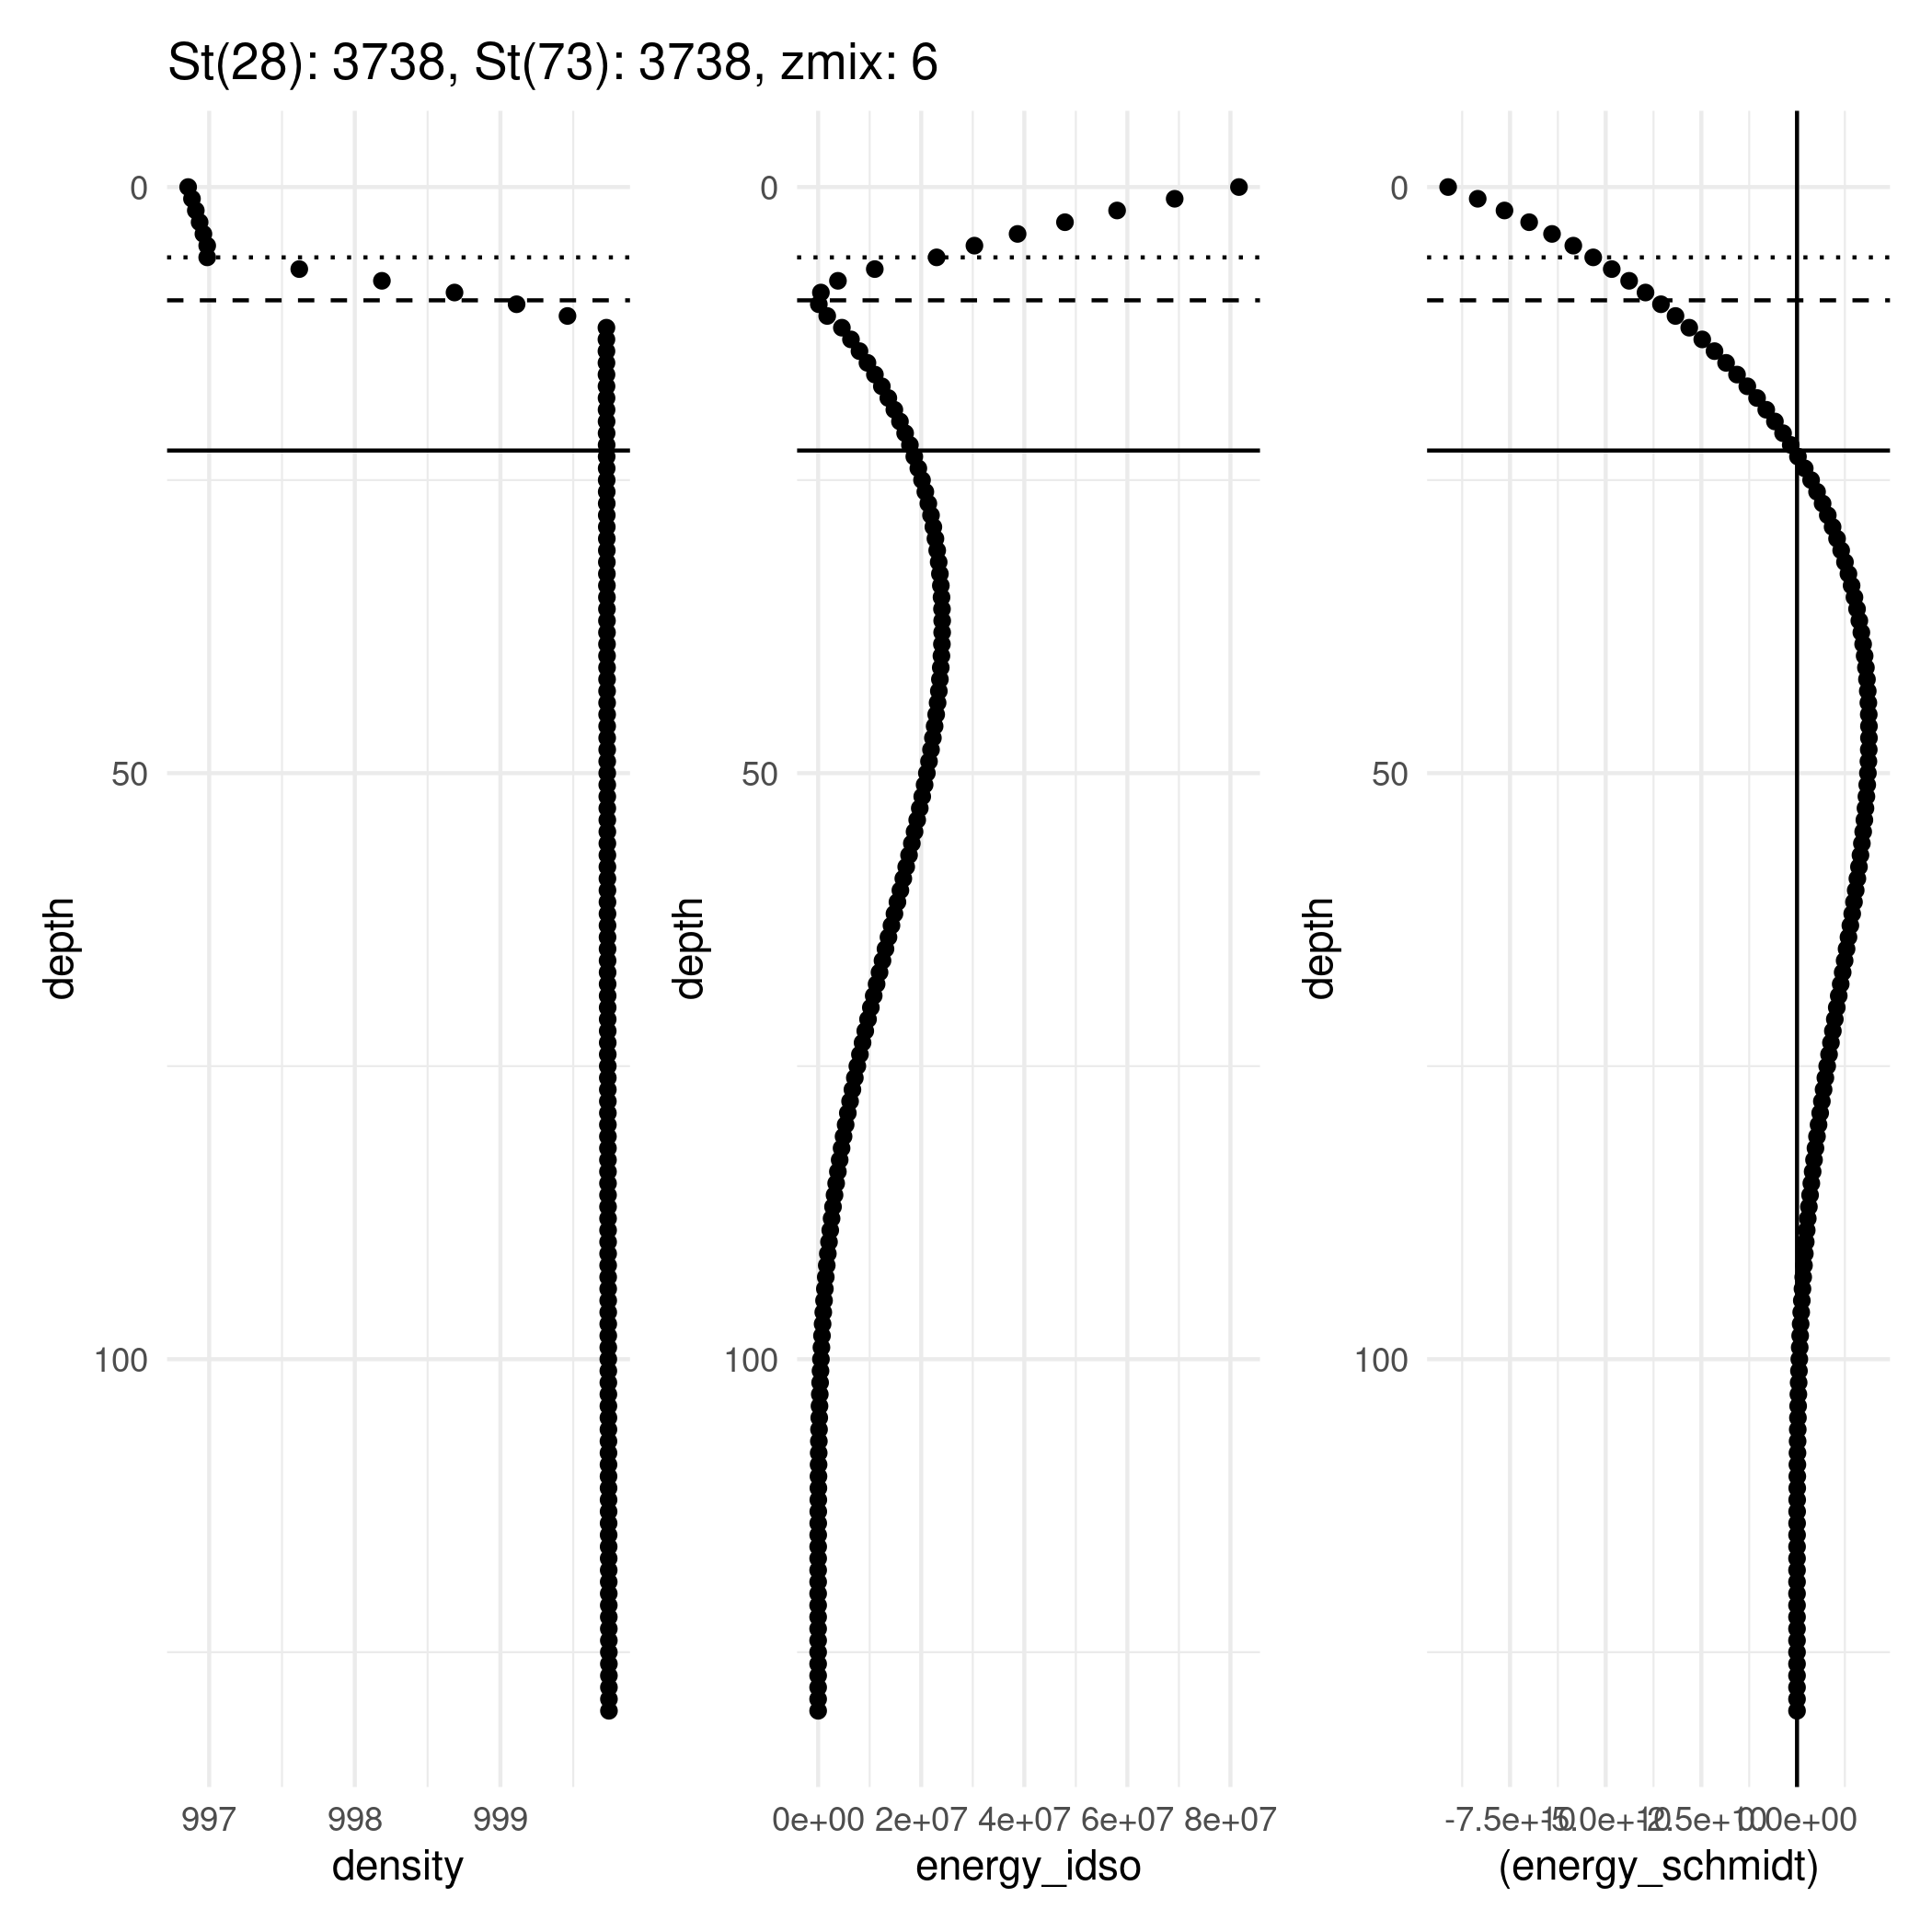 St(28): 3738, St(73): 3738, zmix: 6
0
50
100
depth
997 998 999
density
0
50
100
depth
0e+00 2e+07 4e+07 6e+07 8e+07
energy_idso
0
50
100
depth
0.0e+00
(energy_schmidt)